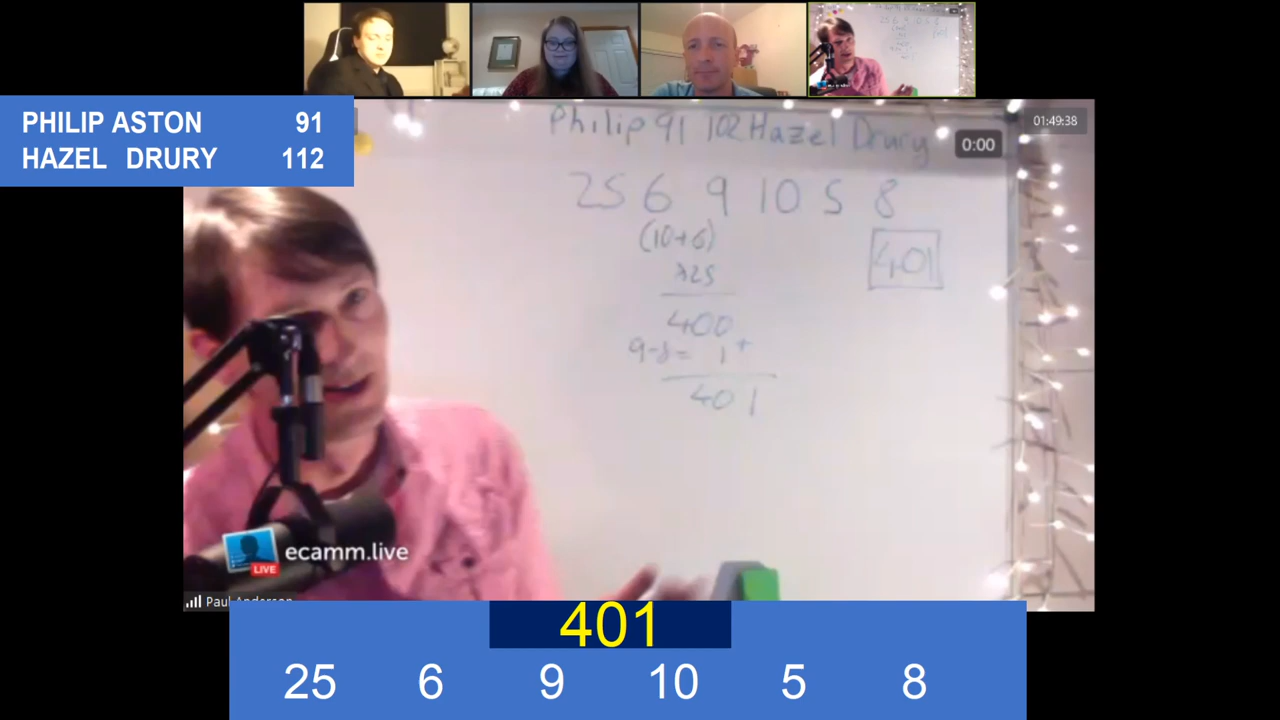 PHILIP ASTON 91
HAZEL DRURY 112
Philip 91 102 Hazel Drury
0:00
01:49:38
25 6 9 10 5 8
(10+6)
x25
400
9-8= 1 +
401
401
ecamm.live
LIVE
Paul Anderson
401
25 6 9 10 5 8